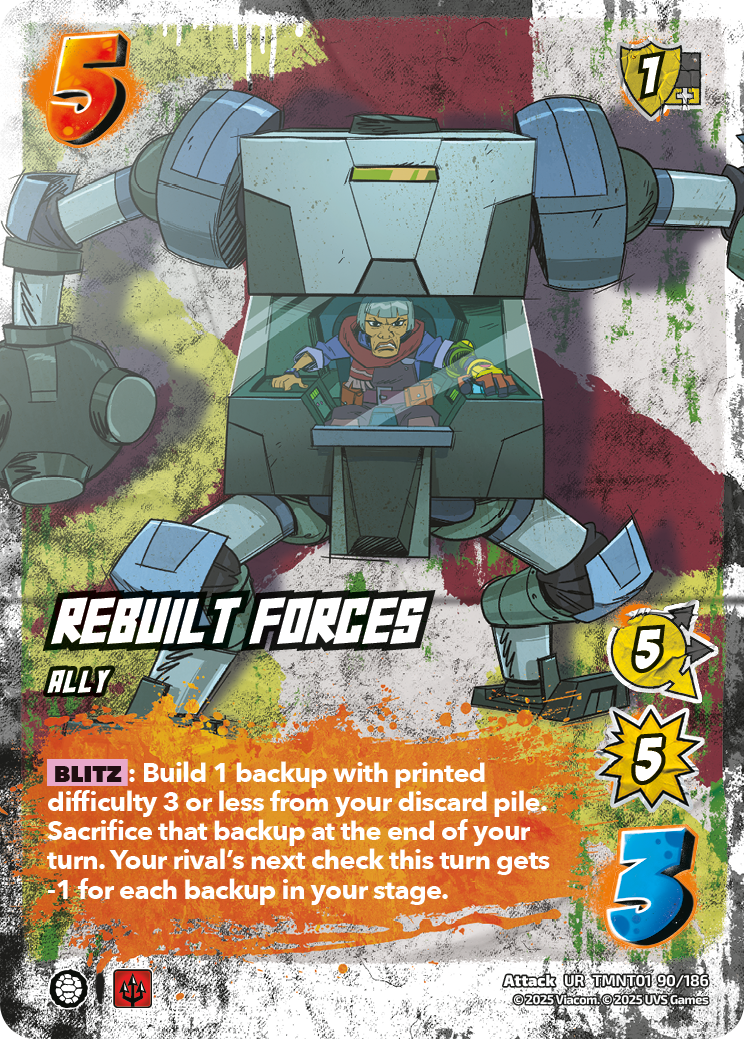 5
1
REBUILT FORCES
ALLY
5
5
BLITZ : Build 1 backup with printed
difficulty 3 or less from your discard pile.
Sacrifice that backup at the end of your
turn. Your rival’s next check this turn gets
-1 for each backup in your stage.
3
Attack UR TMNT01 90/186
©2025 Viacom. ©2025 UVS Games